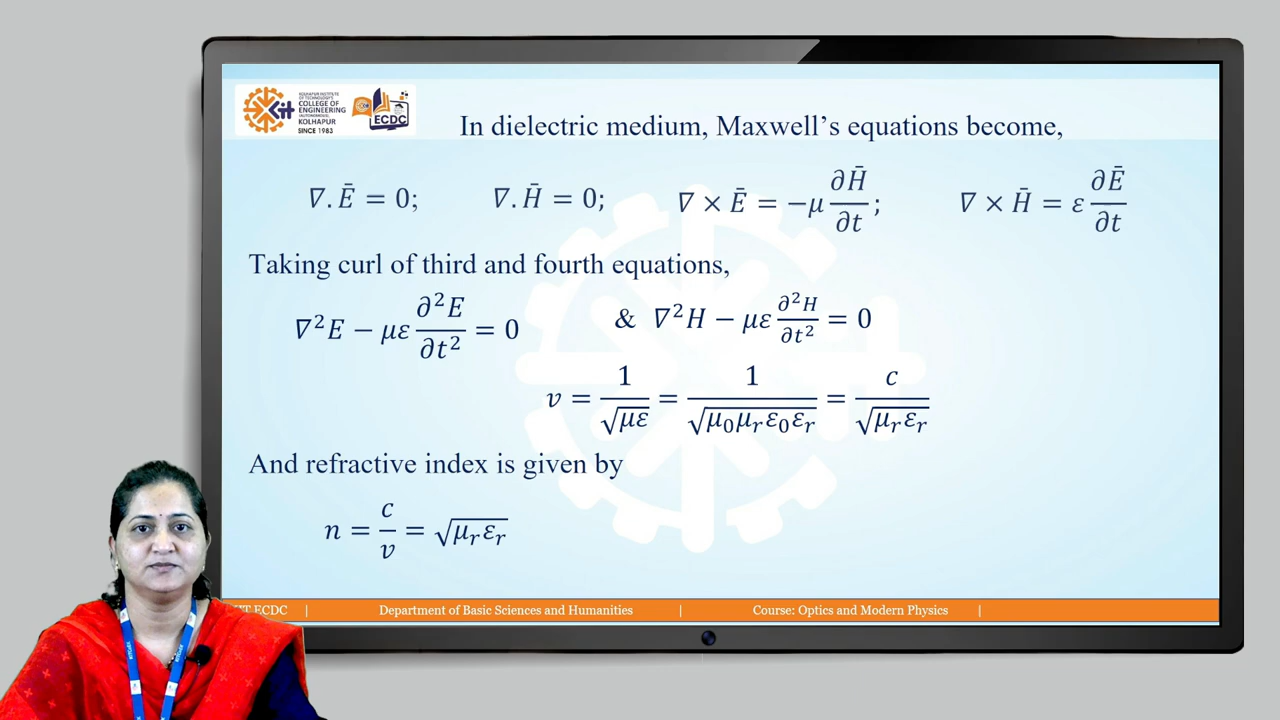 KOLHAPUR INSTITUTE
OF TECHNOLOGY'S
COLLEGE OF
ENGINEERING
(AUTONOMOUS),
KOLHAPUR
SINCE 1983
KIT
ECDC
In dielectric medium, Maxwell's equations become,
∇. Ē = 0; ∇. H̄ = 0; ∇ × Ē = −μ ∂H̄/∂t ; ∇ × H̄ = ε ∂Ē/∂t
Taking curl of third and fourth equations,
∇²E − με ∂²E/∂t² = 0 & ∇²H − με ∂²H/∂t² = 0
v = 1/√(με) = 1/√(μ₀μᵣε₀εᵣ) = c/√(μᵣεᵣ)
And refractive index is given by
n = c/v = √(μᵣεᵣ)
ECDC | Department of Basic Sciences and Humanities | Course: Optics and Modern Physics |